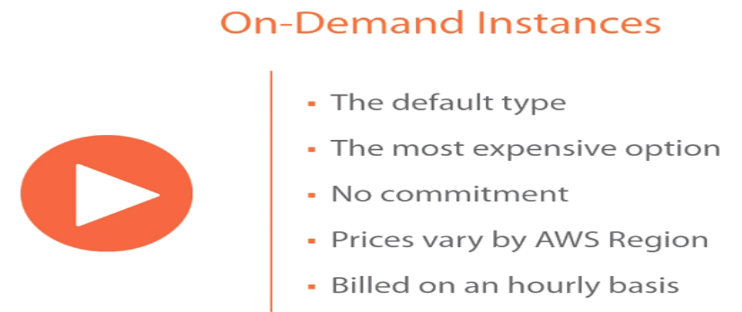 On-Demand Instances
▪ The default type
▪ The most expensive option
▪ No commitment
▪ Prices vary by AWS Region
▪ Billed on an hourly basis